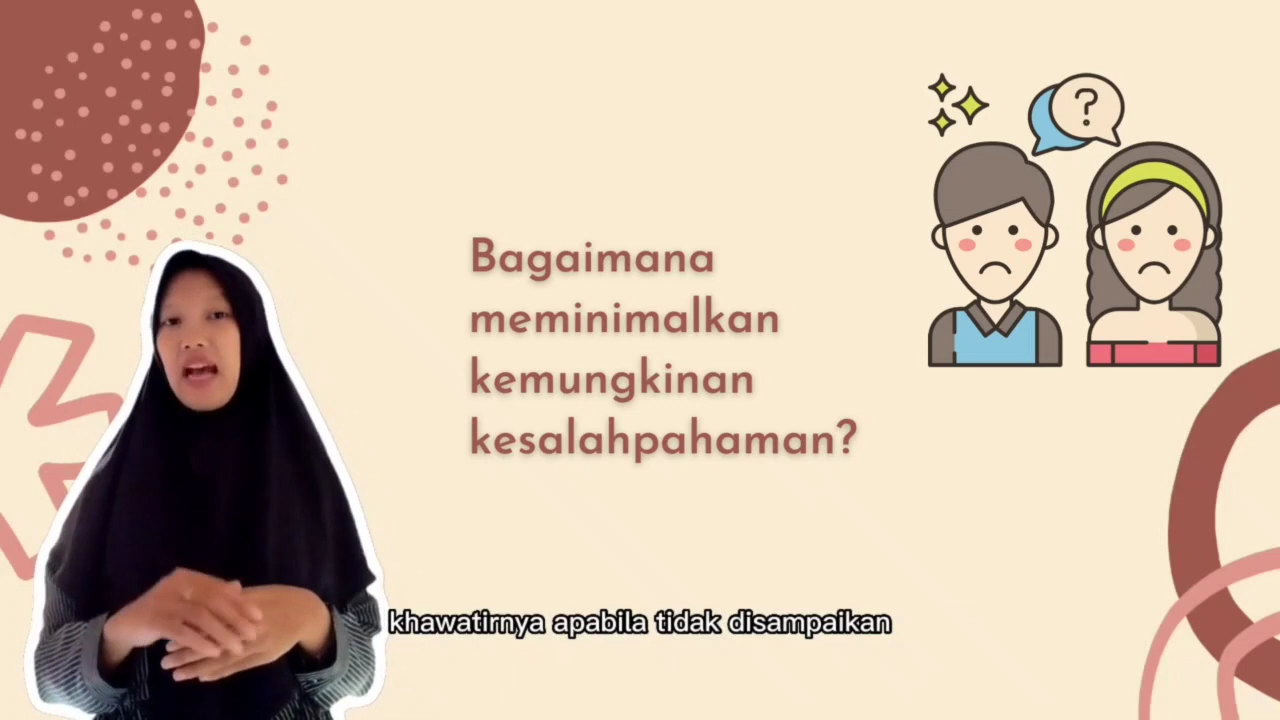 ?
Bagaimana
meminimalkan
kemungkinan
kesalahpahaman?
khawatirnya apabila tidak disampaikan